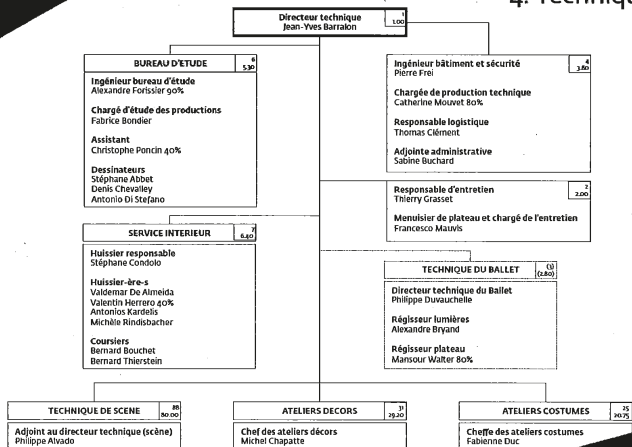 4. Techniqu
Directeur technique
Jean-Yves Barralon
1
1.00
BUREAU D'ETUDE
6
5.30
Ingénieur bureau d'étude
Alexandre Forissier 90%
Chargé d'étude des productions
Fabrice Bondier
Assistant
Christophe Poncin 40%
Dessinateurs
Stéphane Abbet
Denis Chevalley
Antonio Di Stefano
4
3.80
Ingénieur bâtiment et sécurité
Pierre Frei
Chargée de production technique
Catherine Mouvet 80%
Responsable logistique
Thomas Clément
Adjointe administrative
Sabine Buchard
2
2.00
Responsable d'entretien
Thierry Grasset
Menuisier de plateau et chargé de l'entretien
Francesco Mauvis
SERVICE INTERIEUR
7
6.40
Huissier responsable
Stéphane Condolo
Huissier-ère-s
Valdemar De Almeida
Valentin Herrero 40%
Antonios Kardelis
Michèle Rindisbacher
Coursiers
Bernard Bouchet
Bernard Thierstein
TECHNIQUE DU BALLET
(3)
(2.80)
Directeur technique du Ballet
Philippe Duvauchelle
Régisseur lumières
Alexandre Bryand
Régisseur plateau
Mansour Walter 80%
TECHNIQUE DE SCENE
88
80.00
Adjoint au directeur technique (scène)
Philippe Alvado
ATELIERS DECORS
31
29.20
Chef des ateliers décors
Michel Chapatte
ATELIERS COSTUMES
25
20.75
Cheffe des ateliers costumes
Fabienne Duc